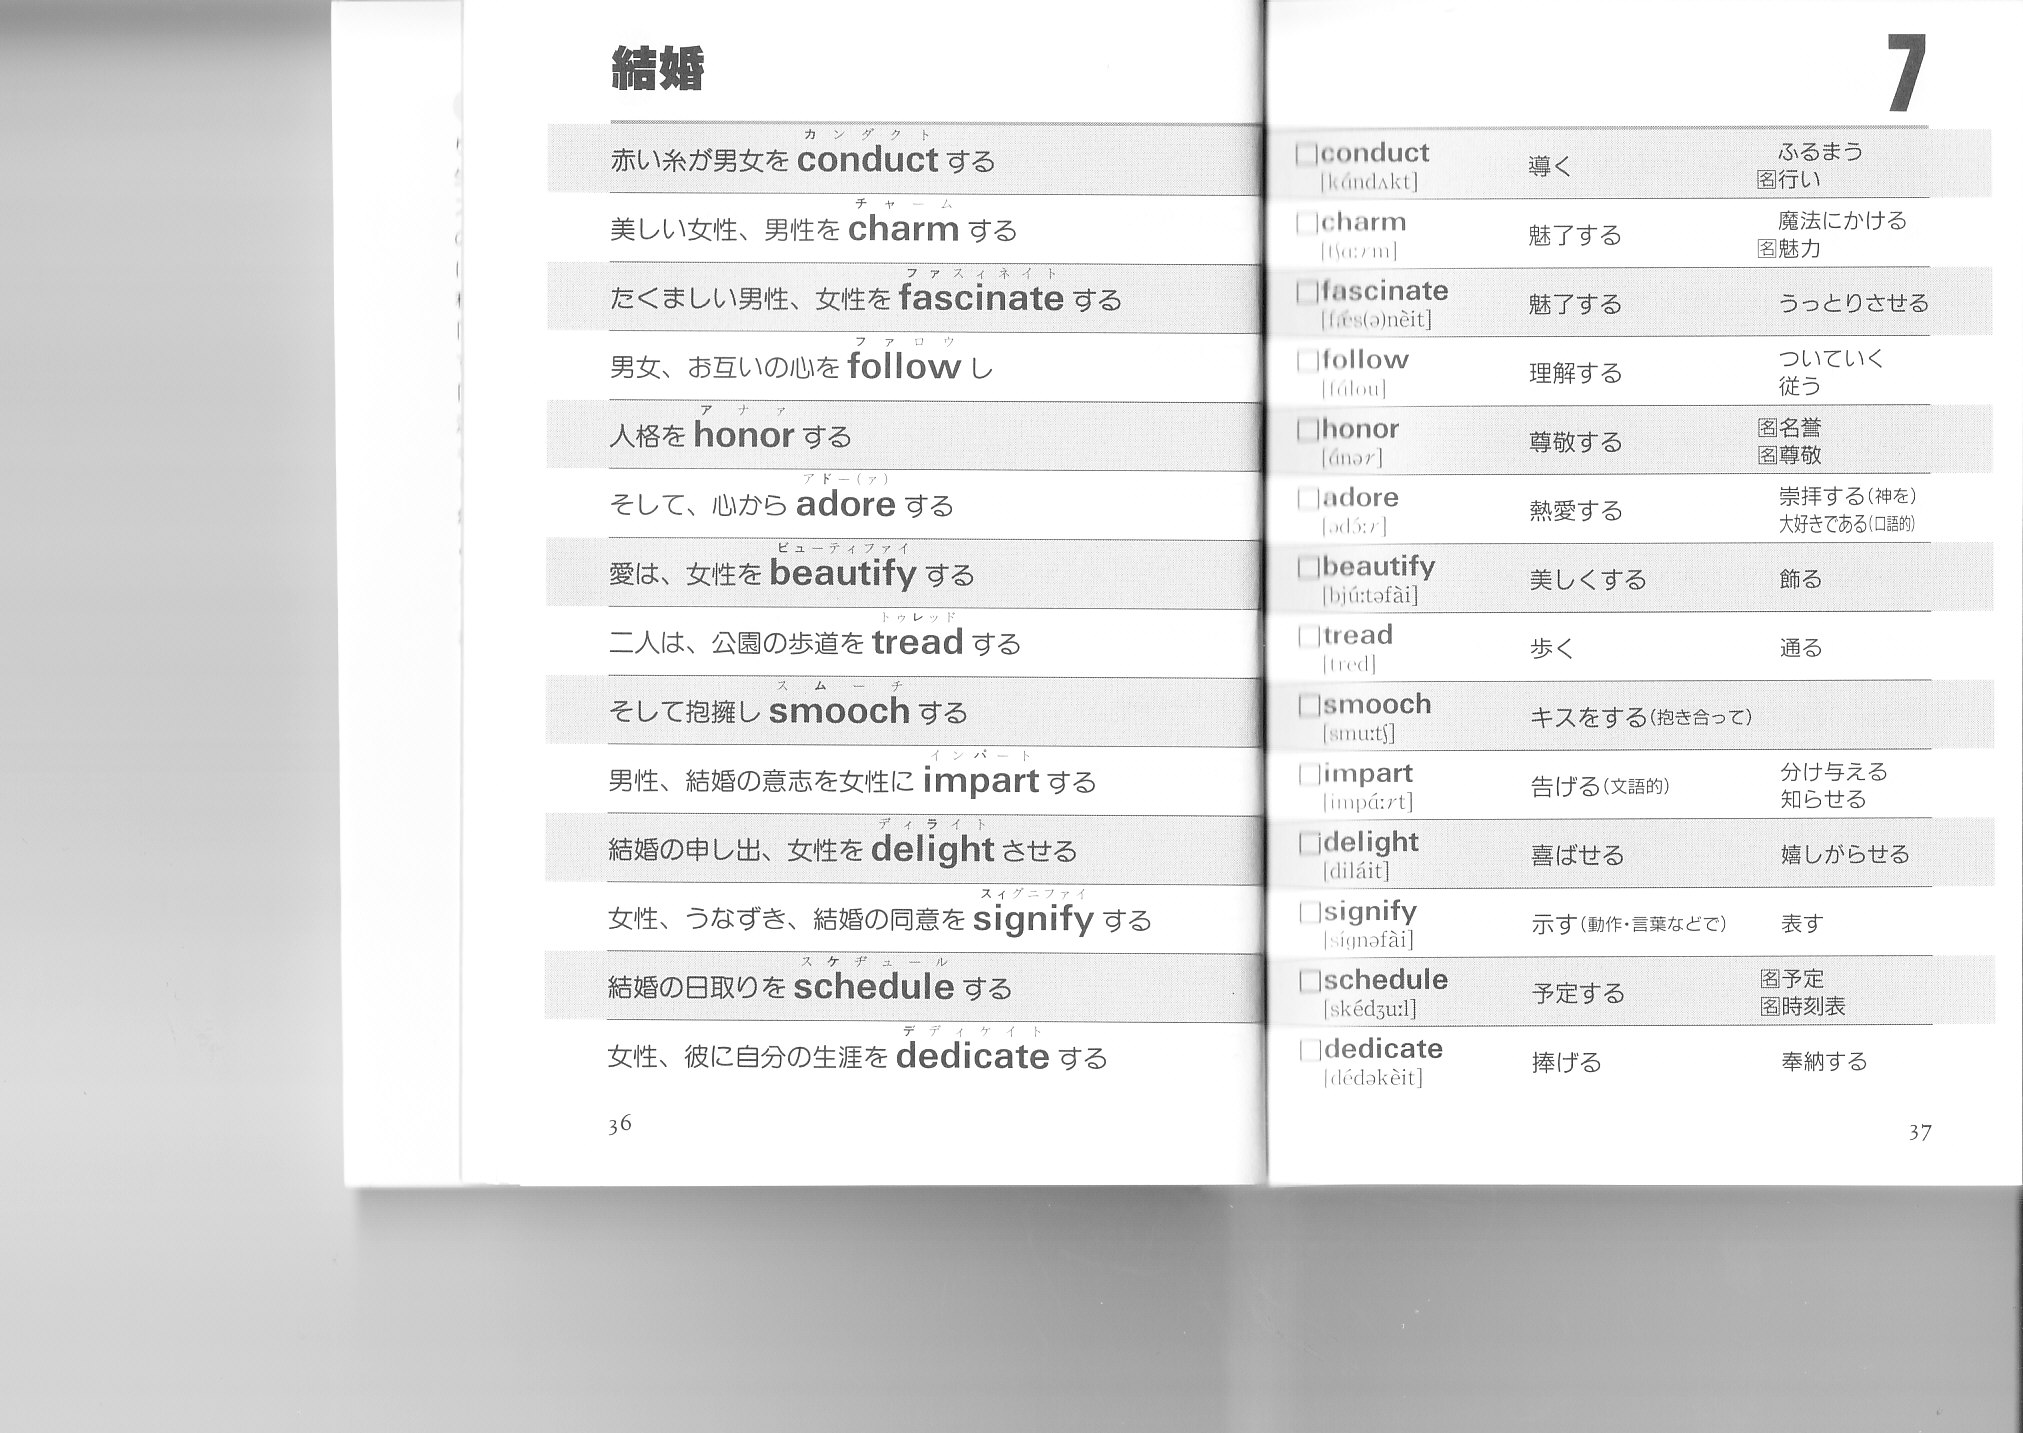 結婚
カンダクト
赤い糸が男女を conduct する
チャーム
美しい女性、男性を charm する
ファスィネイト
たくましい男性、女性を fascinate する
ファロウ
男女、お互いの心を follow し
アナァ
人格を honor する
アドー(ァ)
そして、心から adore する
ビューティファイ
愛は、女性を beautify する
トゥレッド
二人は、公園の歩道を tread する
スムーチ
そして抱擁し smooch する
インパート
男性、結婚の意志を女性に impart する
ディライト
結婚の申し出、女性を delight させる
スィグニファイ
女性、うなずき、結婚の同意を signify する
スケヂュール
結婚の日取りを schedule する
デディケイト
女性、彼に自分の生涯を dedicate する
36
7
□conduct 導く ふるまう
[kándʌkt] 名行い
□charm 魅了する 魔法にかける
[tʃɑːrm] 名魅力
□fascinate 魅了する うっとりさせる
[fǽs(ə)nèit]
□follow 理解する ついていく
[fálou] 従う
□honor 尊敬する 名名誉
[ánər] 名尊敬
□adore 熱愛する 崇拝する(神を)
[ədɔ́ːr] 大好きである(口語的)
□beautify 美しくする 飾る
[bjúːtəfài]
□tread 歩く 通る
[tred]
□smooch キスをする(抱き合って)
[smuːtʃ]
□impart 告げる(文語的) 分け与える
[impɑ́ːrt] 知らせる
□delight 喜ばせる 嬉しがらせる
[diláit]
□signify 示す(動作・言葉などで) 表す
[sígnəfài]
□schedule 予定する 名予定
[skédʒuːl] 名時刻表
□dedicate 捧げる 奉納する
[dédəkèit]
37